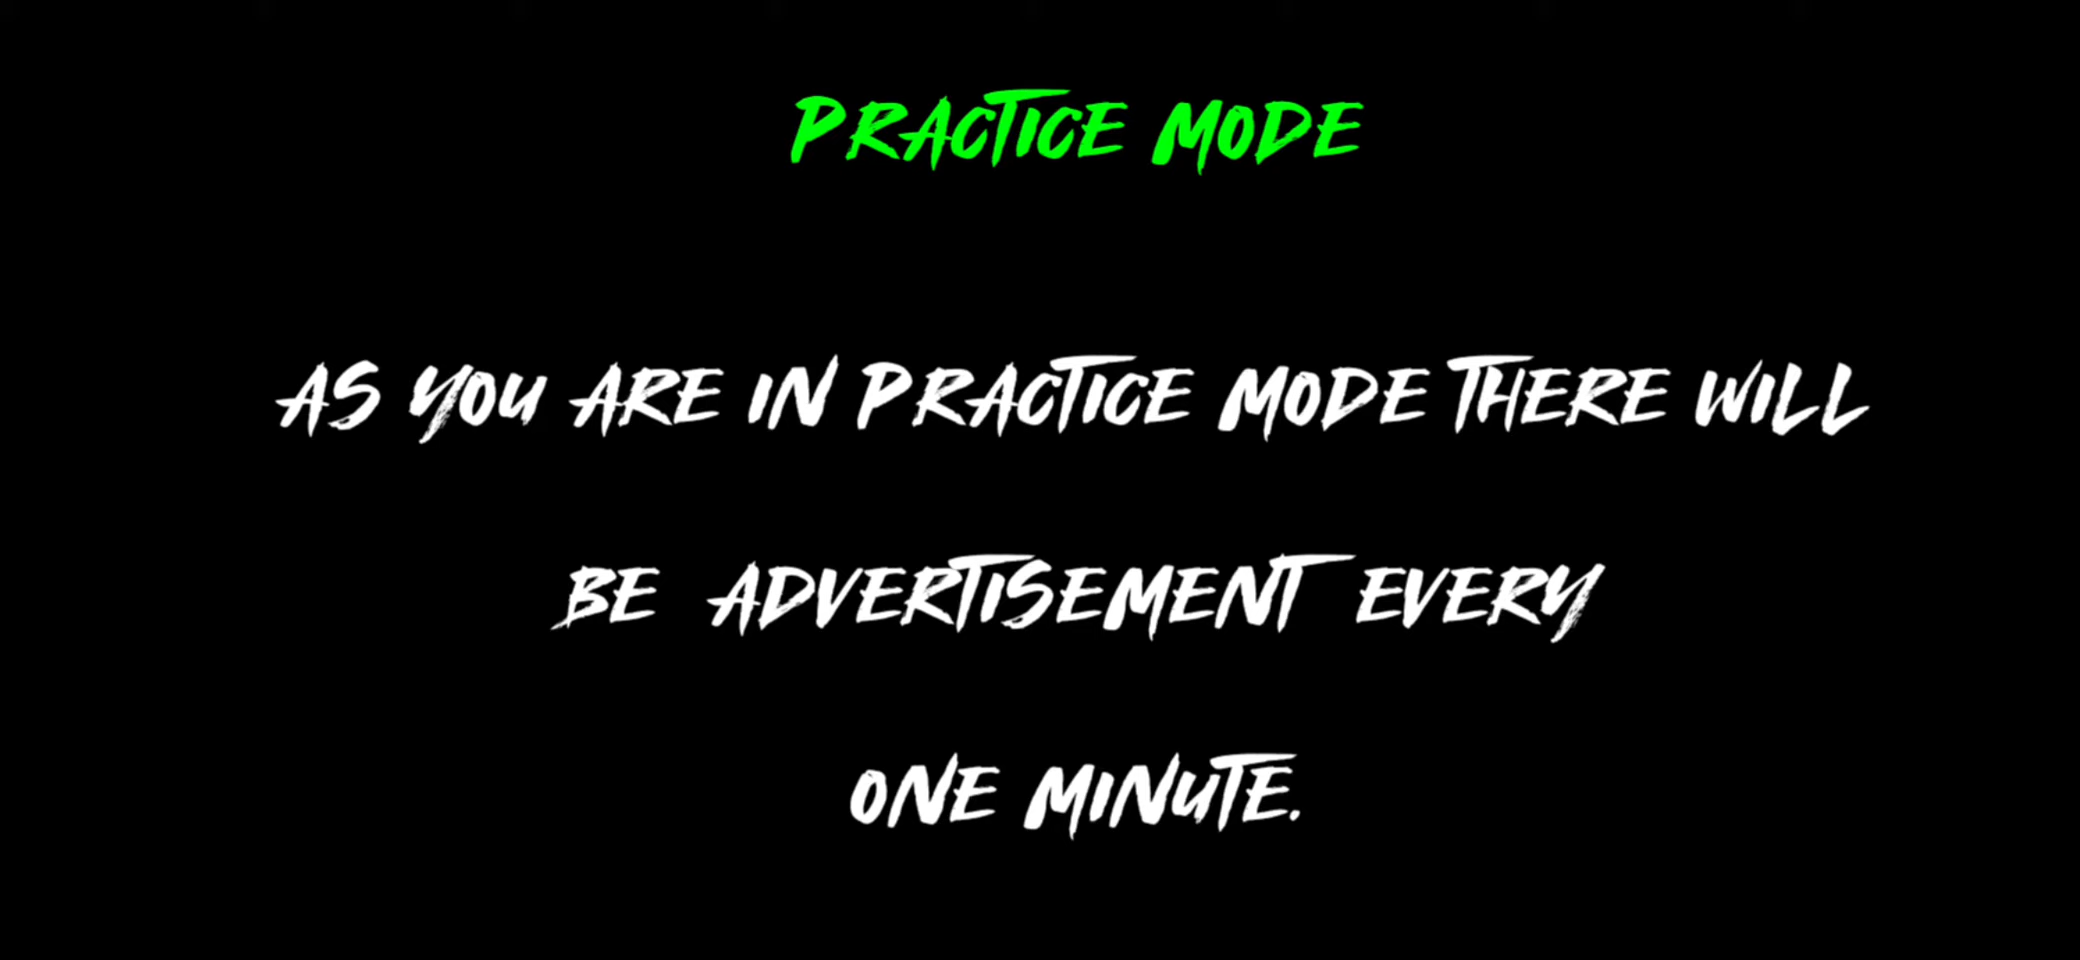 PRACTICE MODE
AS YOU ARE IN PRACTICE MODE THERE WILL
BE ADVERTISEMENT EVERY
ONE MINUTE.